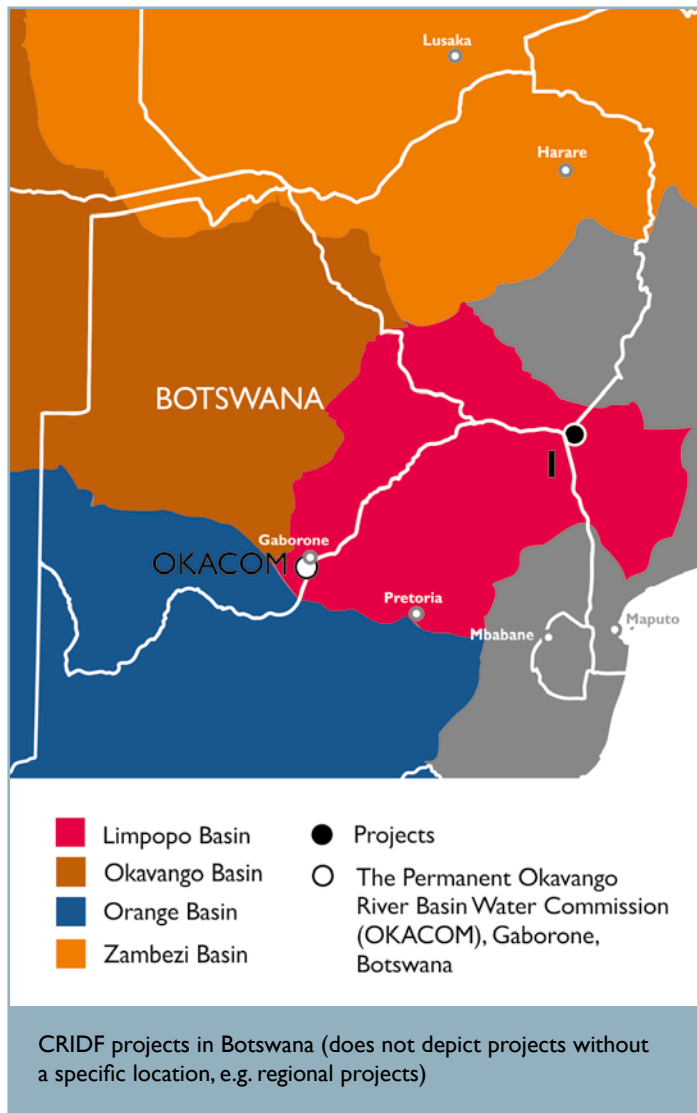 Lusaka
Harare
BOTSWANA
1
Gaborone
OKACOM
Pretoria
Mbabane
Maputo
Limpopo Basin
Okavango Basin
Orange Basin
Zambezi Basin
Projects
The Permanent Okavango
River Basin Water Commission
(OKACOM), Gaborone,
Botswana
CRIDF projects in Botswana (does not depict projects without
a specific location, e.g. regional projects)